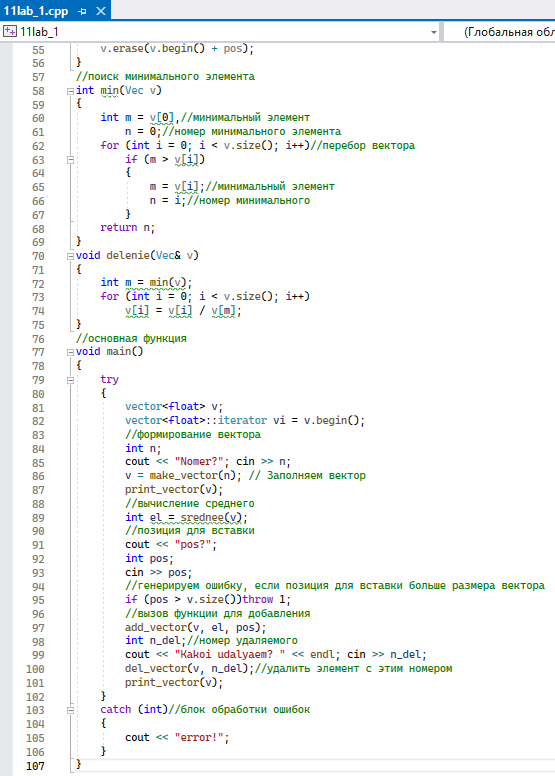 11lab_1.cpp
11lab_1 (Глобальная обл
55 v.erase(v.begin() + pos);
56 }
57 //поиск минимального элемента
58 int min(Vec v)
59 {
60 int m = v[0],//минимальный элемент
61 n = 0;//номер минимального элемента
62 for (int i = 0; i < v.size(); i++)//перебор вектора
63 if (m > v[i])
64 {
65 m = v[i];//минимальный элемент
66 n = i;//номер минимального
67 }
68 return n;
69 }
70 void delenie(Vec& v)
71 {
72 int m = min(v);
73 for (int i = 0; i < v.size(); i++)
74 v[i] = v[i] / v[m];
75 }
76 //основная функция
77 void main()
78 {
79 try
80 {
81 vector<float> v;
82 vector<float>::iterator vi = v.begin();
83 //формирование вектора
84 int n;
85 cout << "Nomer?"; cin >> n;
86 v = make_vector(n); // Заполняем вектор
87 print_vector(v);
88 //вычисление среднего
89 int el = srednee(v);
90 //позиция для вставки
91 cout << "pos?";
92 int pos;
93 cin >> pos;
94 //генерируем ошибку, если позиция для вставки больше размера вектора
95 if (pos > v.size())throw 1;
96 //вызов функции для добавления
97 add_vector(v, el, pos);
98 int n_del;//номер удаляемого
99 cout << "Kakoi udalyaem? " << endl; cin >> n_del;
100 del_vector(v, n_del);//удалить элемент с этим номером
101 print_vector(v);
102 }
103 catch (int)//блок обработки ошибок
104 {
105 cout << "error!";
106 }
107 }